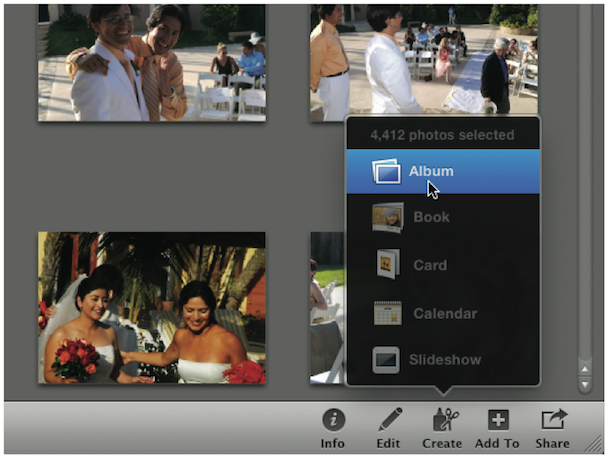 4,412 photos selected
Album
Book
Card
Calendar
Slideshow
Info Edit Create Add To Share